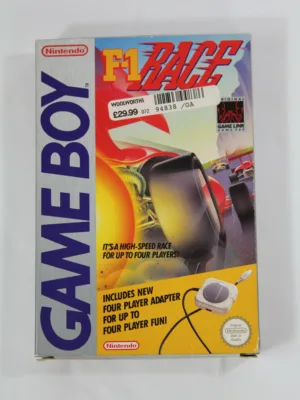 Nintendo
F-1 RACE
WOOLWORTHS
£29.99
94838 /GA
GAME LINK
GAME BOY
IT'S A HIGH-SPEED RACE
FOR UP TO FOUR PLAYERS!
INCLUDES NEW
FOUR PLAYER ADAPTER
FOR UP TO
FOUR PLAYER FUN!
Nintendo